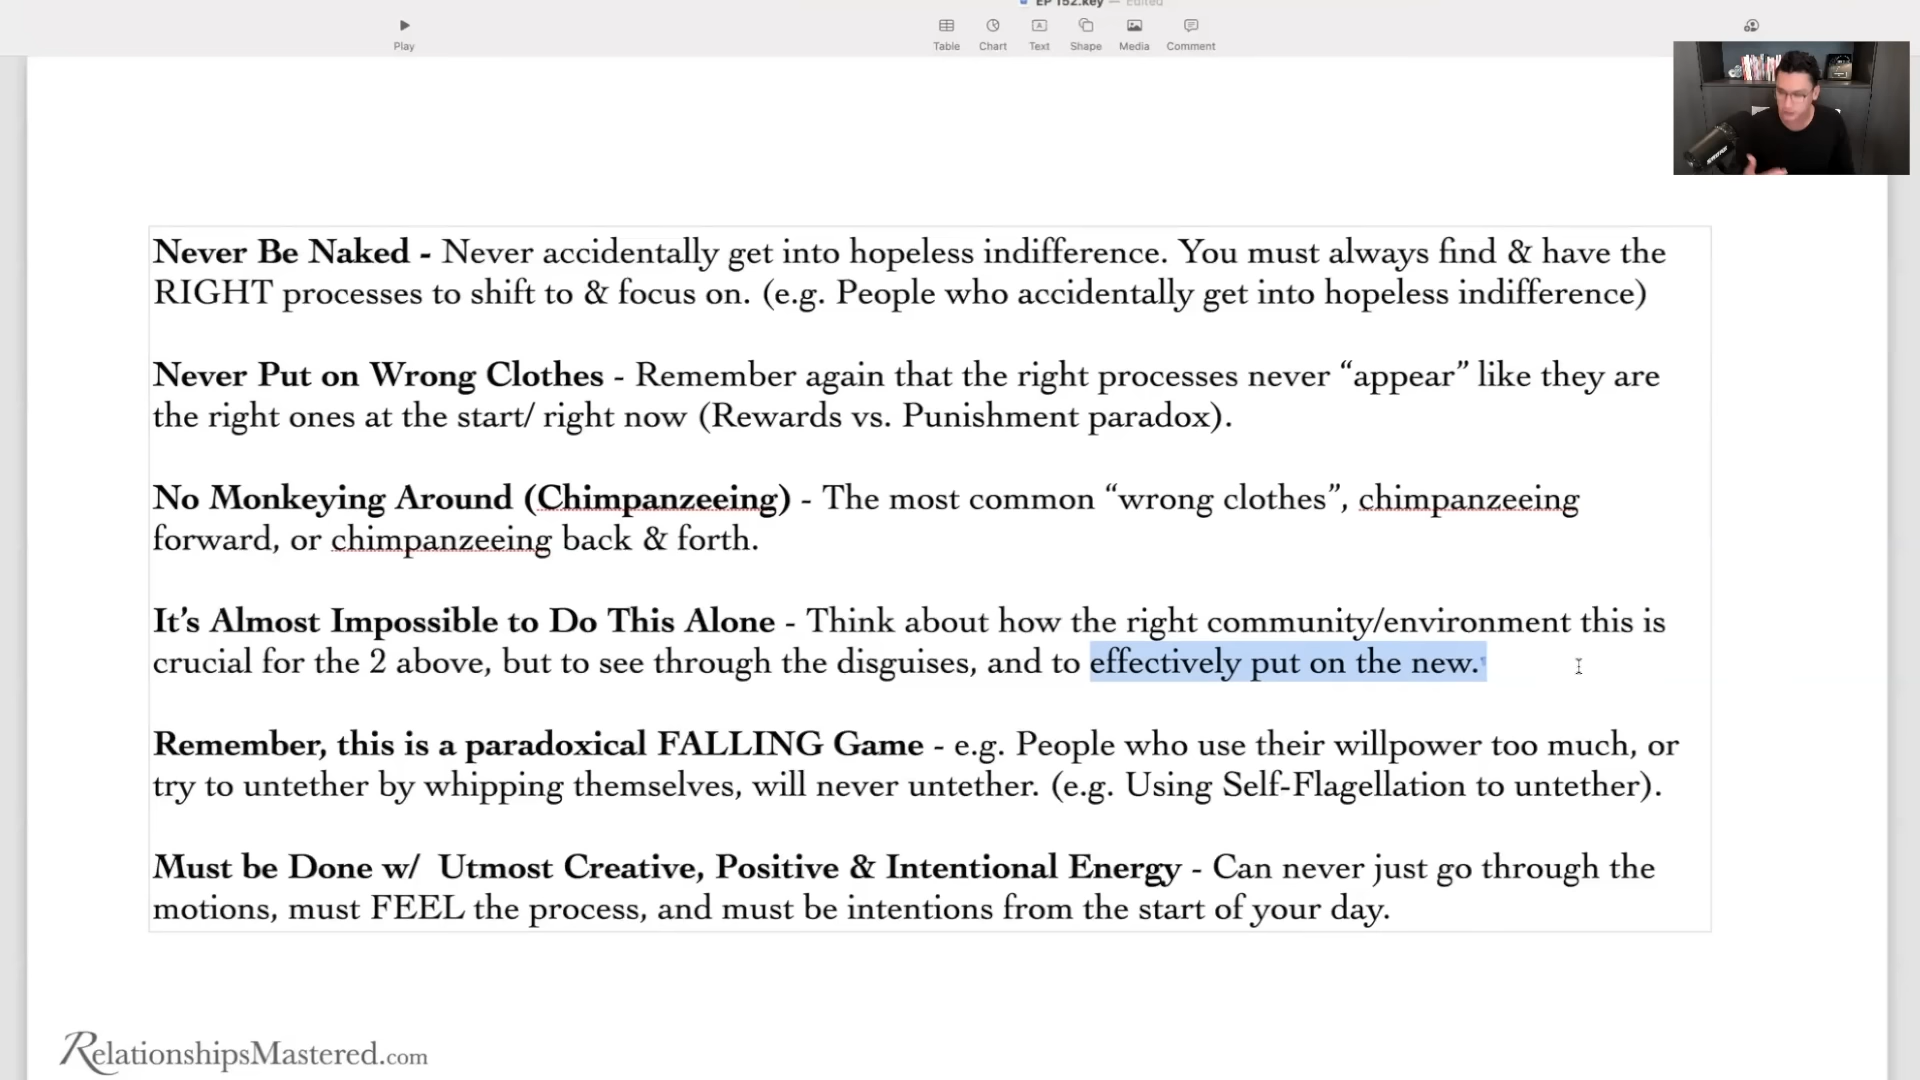 EP 152.key — Edited
Play
Table
Chart
Text
Shape
Media
Comment
Never Be Naked - Never accidentally get into hopeless indifference. You must always find & have the
RIGHT processes to shift to & focus on. (e.g. People who accidentally get into hopeless indifference)
Never Put on Wrong Clothes - Remember again that the right processes never “appear” like they are
the right ones at the start/ right now (Rewards vs. Punishment paradox).
No Monkeying Around (Chimpanzeeing) - The most common “wrong clothes”, chimpanzeeing
forward, or chimpanzeeing back & forth.
It’s Almost Impossible to Do This Alone - Think about how the right community/environment this is
crucial for the 2 above, but to see through the disguises, and to effectively put on the new.
Remember, this is a paradoxical FALLING Game - e.g. People who use their willpower too much, or
try to untether by whipping themselves, will never untether. (e.g. Using Self-Flagellation to untether).
Must be Done w/  Utmost Creative, Positive & Intentional Energy - Can never just go through the
motions, must FEEL the process, and must be intentions from the start of your day.
RelationshipsMastered.com